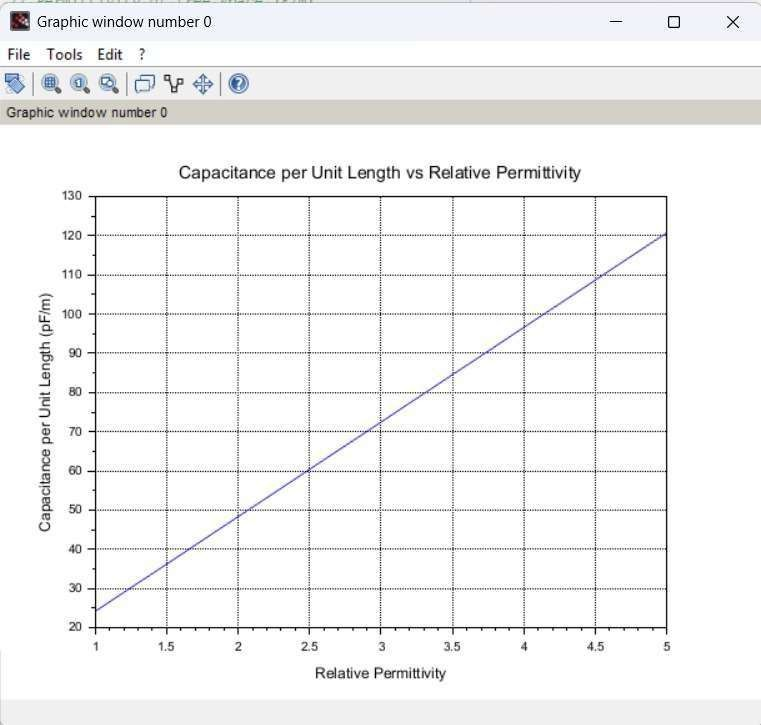 Graphic window number 0
File Tools Edit ?
Graphic window number 0
Capacitance per Unit Length vs Relative Permittivity
130
120
110
100
90
80
70
60
50
40
30
20
Capacitance per Unit Length (pF/m)
1 1.5 2 2.5 3 3.5 4 4.5 5
Relative Permittivity